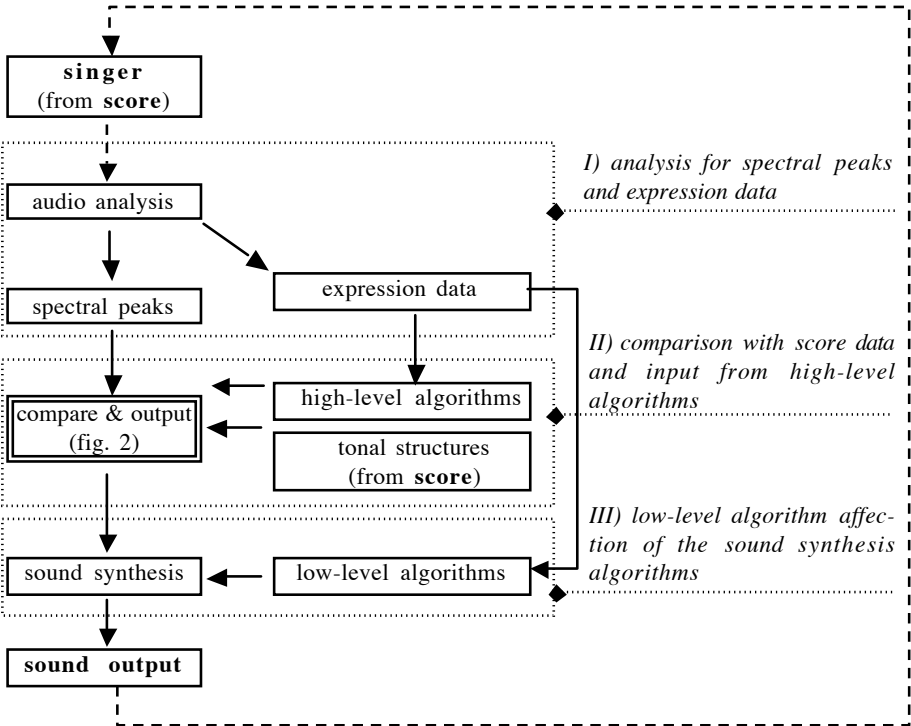 singer
(from score)
audio analysis
spectral peaks
expression data
I) analysis for spectral peaks
and expression data
compare & output
(fig. 2)
high-level algorithms
tonal structures
(from score)
II) comparison with score data
and input from high-level
algorithms
sound synthesis
low-level algorithms
III) low-level algorithm affec-
tion of the sound synthesis
algorithms
sound output